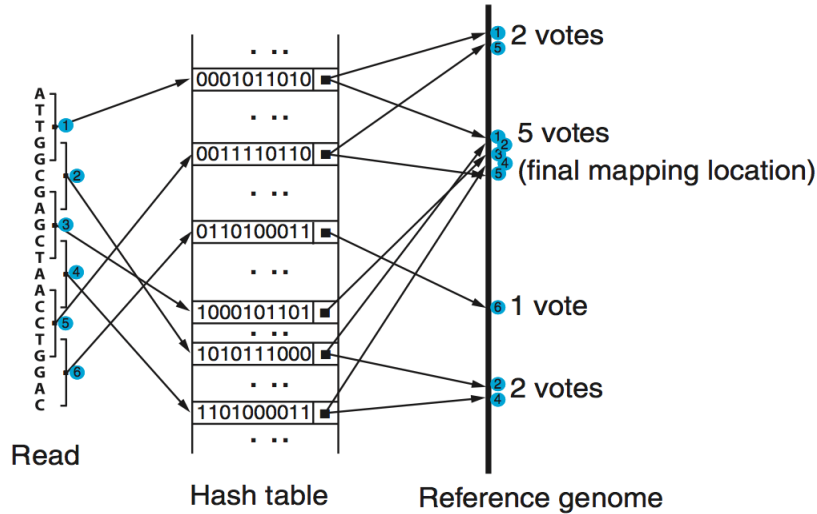 A
T
T
G
G
C
G
A
G
C
T
A
A
C
C
T
G
G
A
C
1
2
3
4
5
6
Read
0001011010
0011110110
0110100011
1000101101
1010111000
1101000011
Hash table
1 2 votes
5
1 5 votes
2
3
4
5 (final mapping location)
6 1 vote
2 2 votes
4
Reference genome